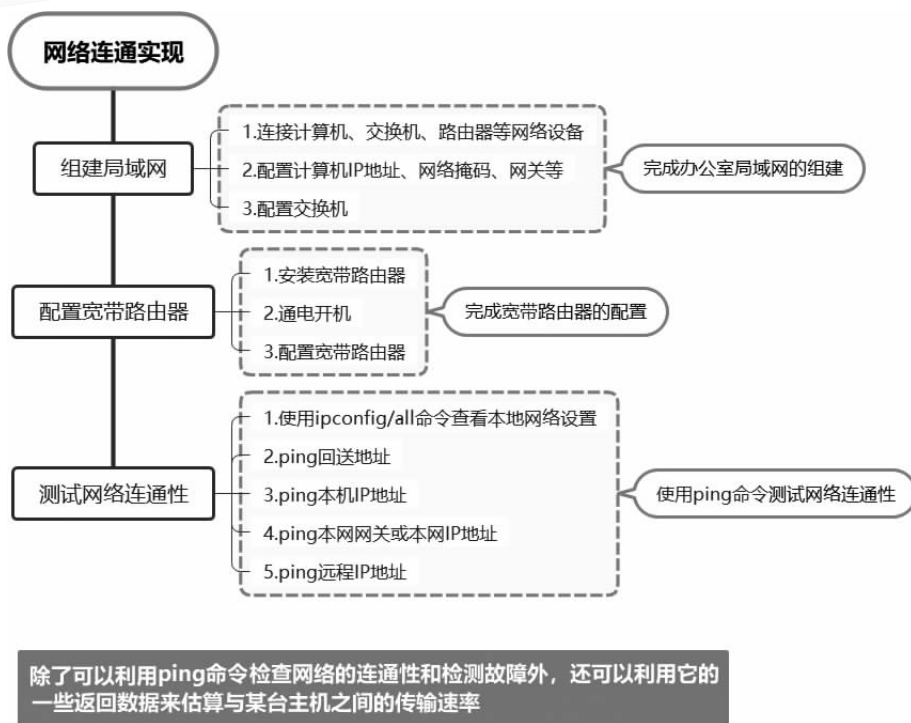 网络连通实现
组建局域网
1.连接计算机、交换机、路由器等网络设备
2.配置计算机IP地址、网络掩码、网关等
3.配置交换机
完成办公室局域网的组建
配置宽带路由器
1.安装宽带路由器
2.通电开机
3.配置宽带路由器
完成宽带路由器的配置
测试网络连通性
1.使用ipconfig/all命令查看本地网络设置
2.ping回送地址
3.ping本机IP地址
4.ping本网网关或本网IP地址
5.ping远程IP地址
使用ping命令测试网络连通性
除了可以利用ping命令检查网络的连通性和检测故障外，还可以利用它的
一些返回数据来估算与某台主机之间的传输速率